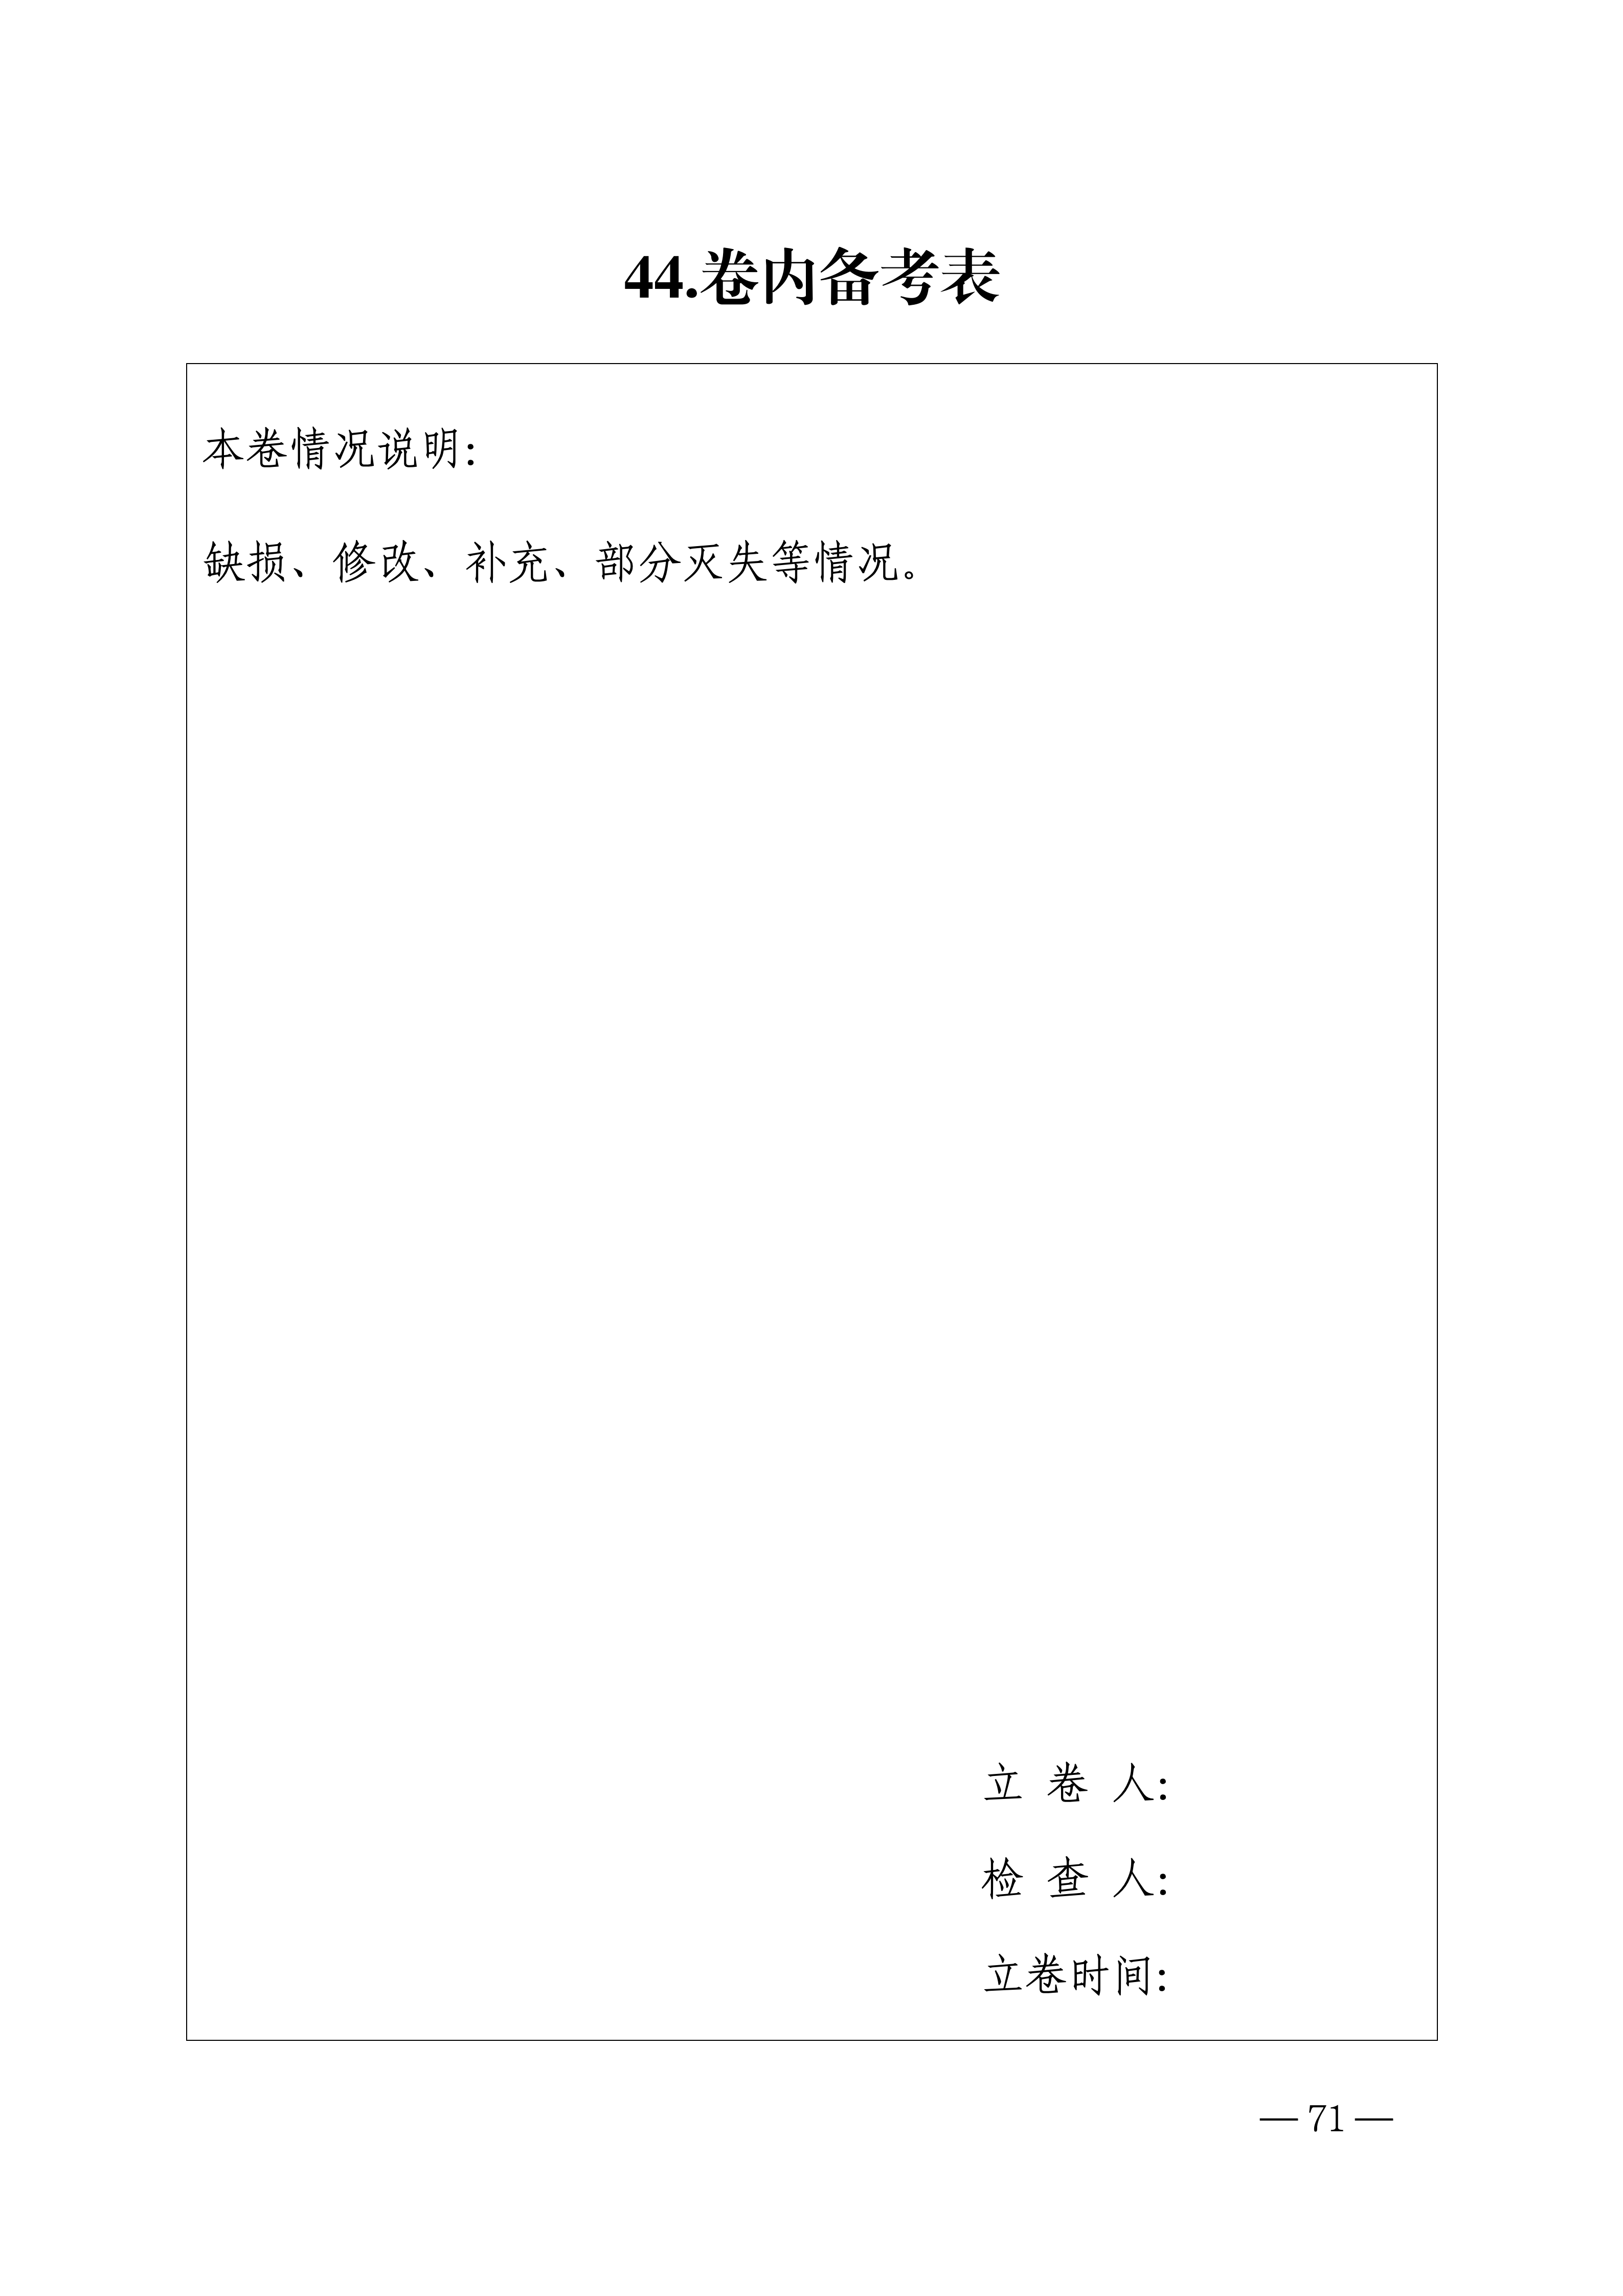 44.卷内备考表
本卷情况说明:
缺损、修改、补充、部分灭失等情况。
立 卷 人:
检 查 人:
立卷时间:
— 71 —